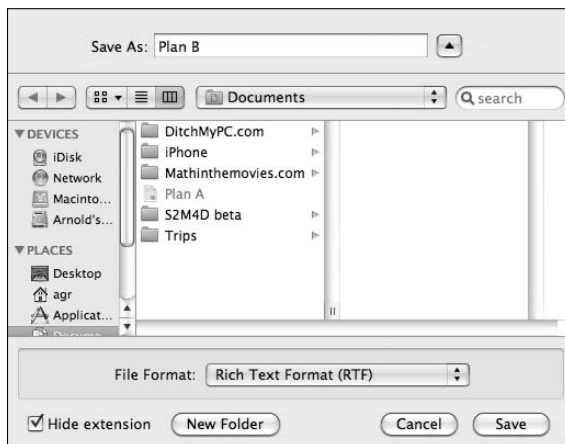 Save As: Plan B
Documents
search
DEVICES
iDisk
Network
Macinto...
Arnold's...
PLACES
Desktop
agr
Applicat...
Docume
DitchMyPC.com
iPhone
Mathinthemovies.com
Plan A
S2M4D beta
Trips
File Format: Rich Text Format (RTF)
Hide extension
New Folder
Cancel
Save